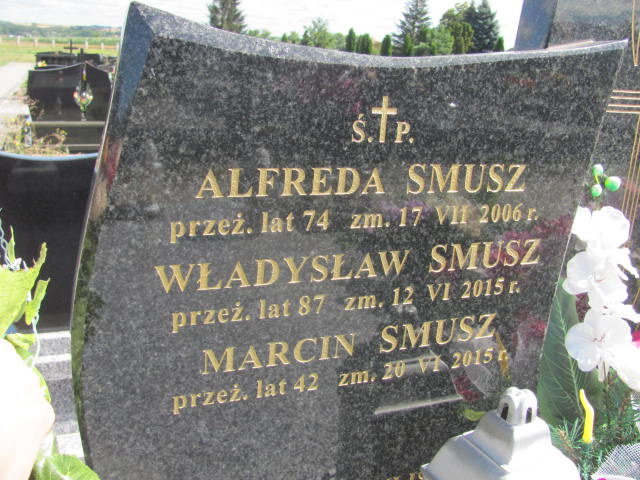 Ś.†P.
ALFREDA SMUSZ
przeż. lat 74 zm. 17 VII 2006 r.
WŁADYSŁAW SMUSZ
przeż. lat 87 zm. 12 VI 2015 r.
MARCIN SMUSZ
przeż. lat 42 zm. 20 VI 2015 r.